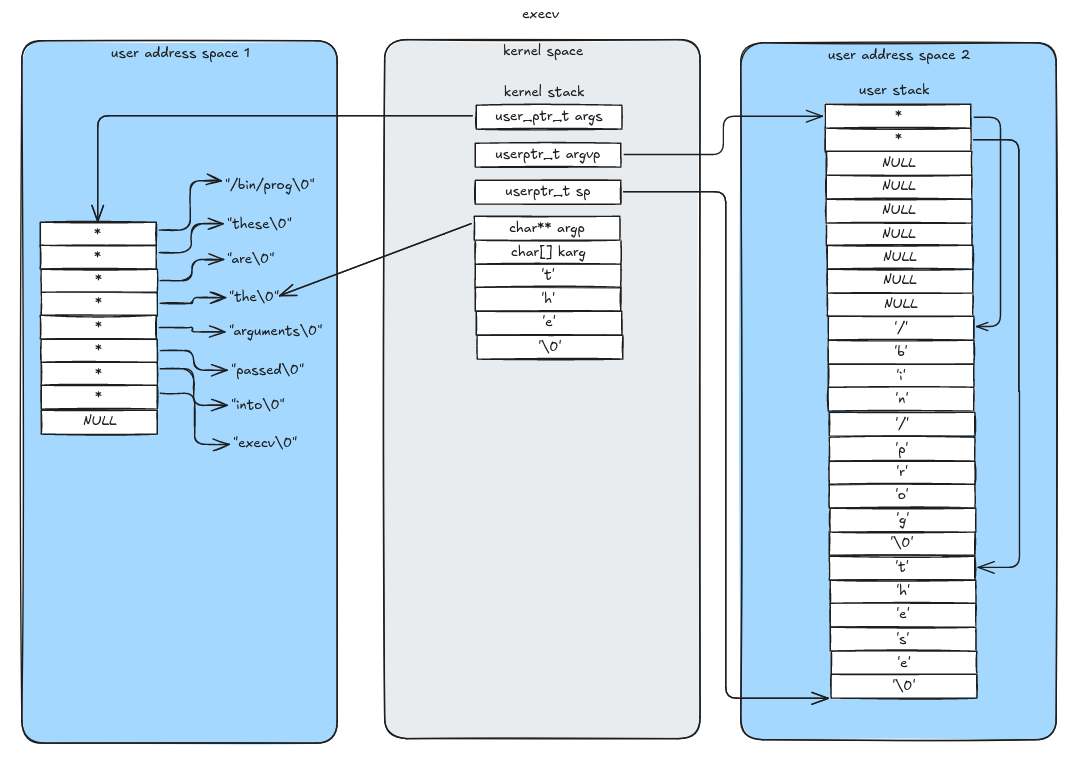 execv
user address space 1
*
*
*
*
*
*
*
*
NULL
"/bin/prog\0"
"these\0"
"are\0"
"the\0"
"arguments\0"
"passed\0"
"into\0"
"execv\0"
kernel space
kernel stack
user_ptr_t args
userptr_t argvp
userptr_t sp
char** argp
char[] karg
't'
'h'
'e'
'\0'
user address space 2
user stack
*
*
NULL
NULL
NULL
NULL
NULL
NULL
NULL
'/'
'b'
'i'
'n'
'/'
'p'
'r'
'o'
'g'
'\0'
't'
'h'
'e'
's'
'e'
'\0'